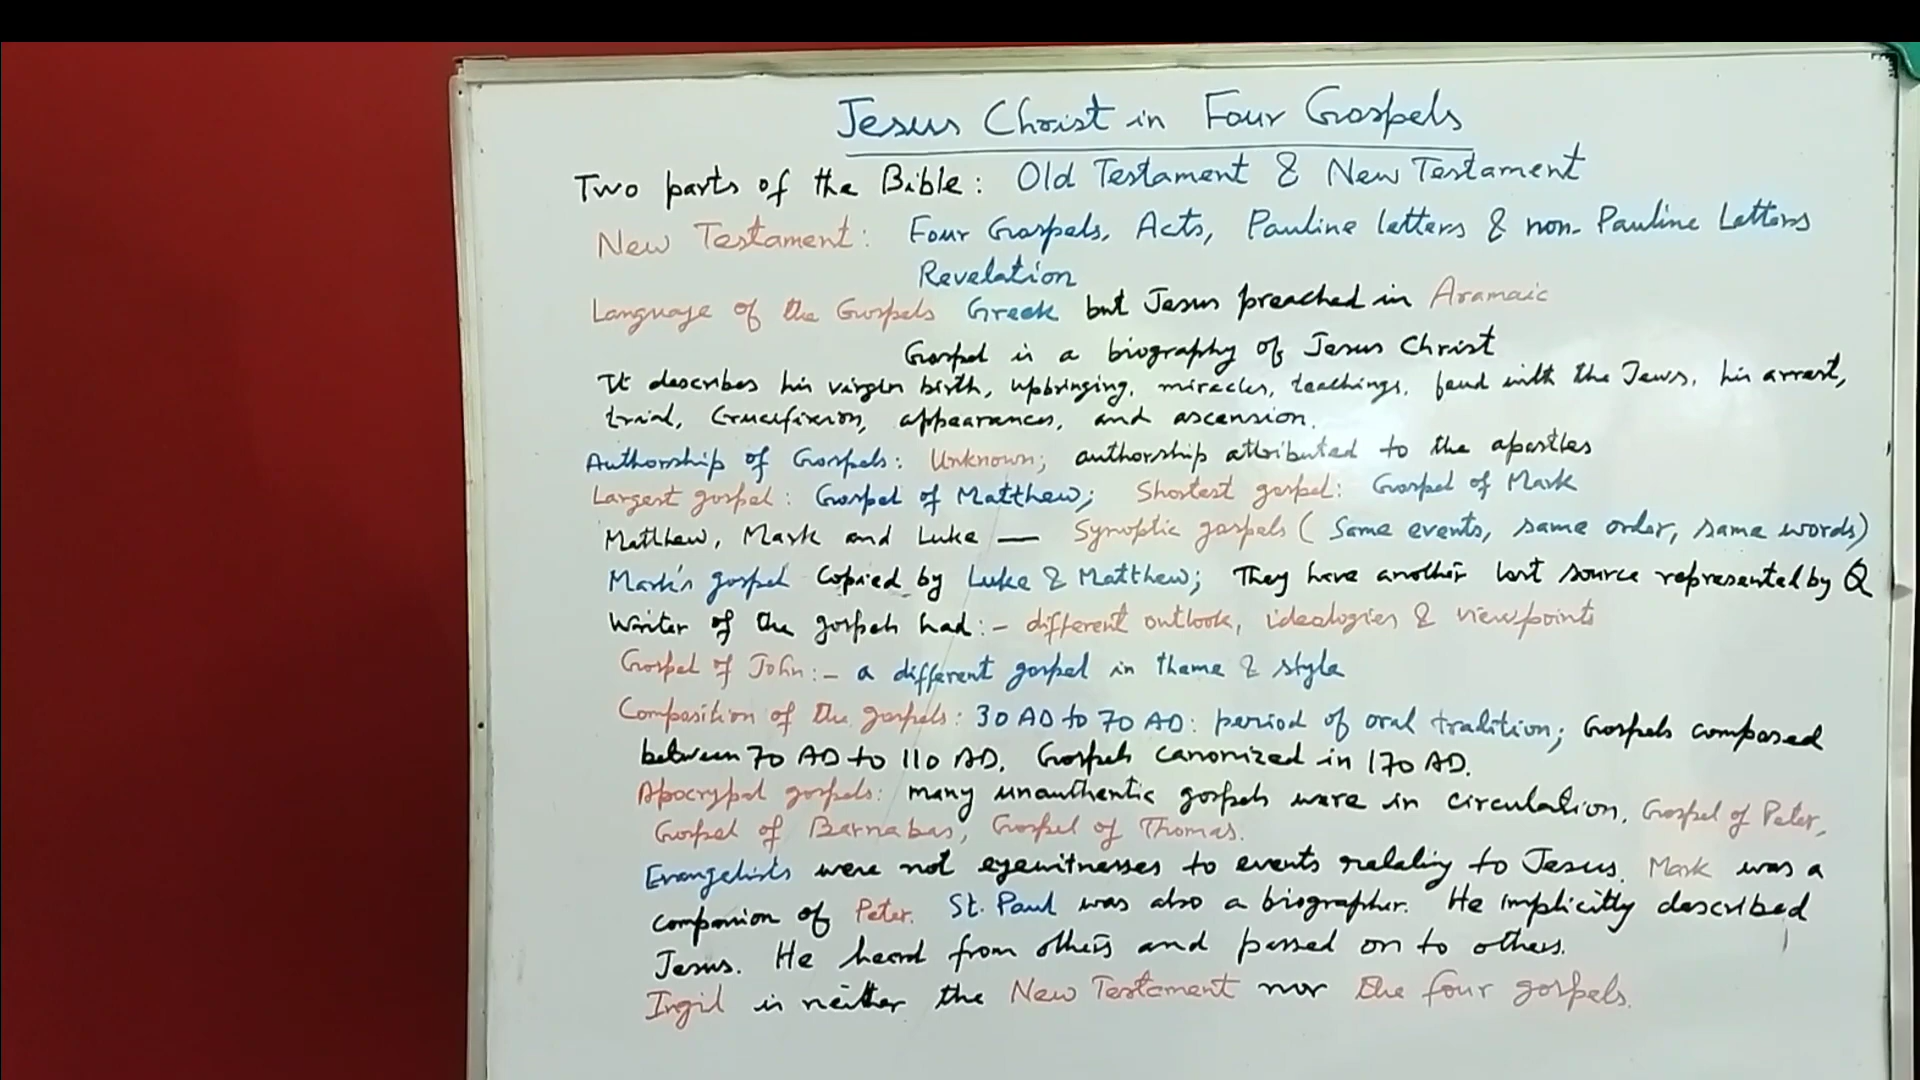 Jesus Christ in Four Gospels
Two parts of the Bible: Old Testament & New Testament
New Testament: Four Gospels, Acts, Pauline letters & non-Pauline Letters
Revelation
Language of the Gospels Greek but Jesus preached in Aramaic
Gospel is a biography of Jesus Christ
It describes his virgin birth, upbringing, miracles, teachings, feud with the Jews, his arrest,
trial, Crucifixion, appearances, and ascension.
Authorship of Gospels: Unknown; authorship attributed to the apostles
Largest gospel: Gospel of Matthew; Shortest gospel: Gospel of Mark
Matthew, Mark and Luke — Synoptic gospels (Same events, same order, same words)
Mark's gospel Copied by Luke & Matthew; They have another lost source represented by Q
Writer of the gospels had:- different outlook, ideologies & viewpoints
Gospel of John:- a different gospel in theme & style
Composition of the gospels: 30 AD to 70 AD: period of oral tradition; Gospels composed
between 70 AD to 110 AD. Gospels canonized in 170 AD.
Apocrypal gospels: many unauthentic gospels were in circulation. Gospel of Peter,
Gospel of Barnabas, Gospel of Thomas.
Evangelists were not eyewitnesses to events relating to Jesus. Mark was a
companion of Peter. St. Paul was also a biographer. He implicitly described
Jesus. He heard from others and passed on to others.
Ingil is neither the New Testament nor the four gospels.